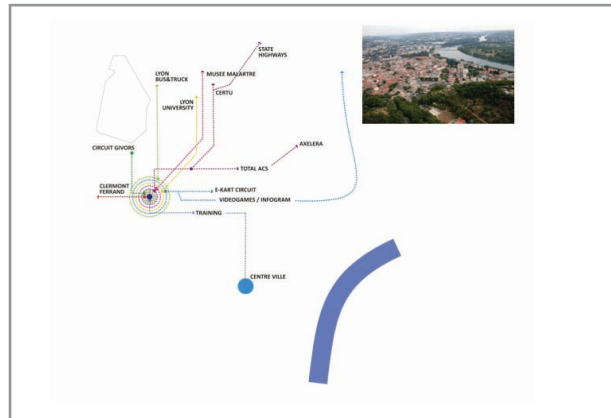 STATE
HIGHWAYS
LYON
BUS&TRUCK
MUSEE MALARTRE
CERTU
LYON
UNIVERSITY
CIRCUIT GIVORS
AXELERA
TOTAL ACS
CLERMONT
FERRAND
E-KART CIRCUIT
VIDEOGAMES / INFOGRAM
TRAINING
CENTRE VILLE